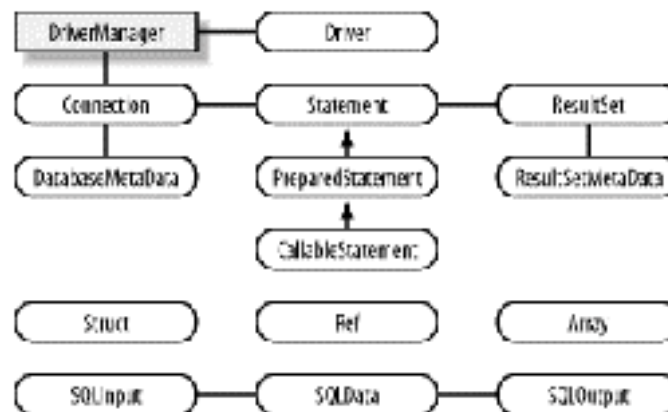 DriverManager
Driver
Connection
Statement
ResultSet
DatabaseMetaData
PreparedStatement
ResultSetMetaData
CallableStatement
Struct
Ref
Array
SQLInput
SQLData
SQLOutput